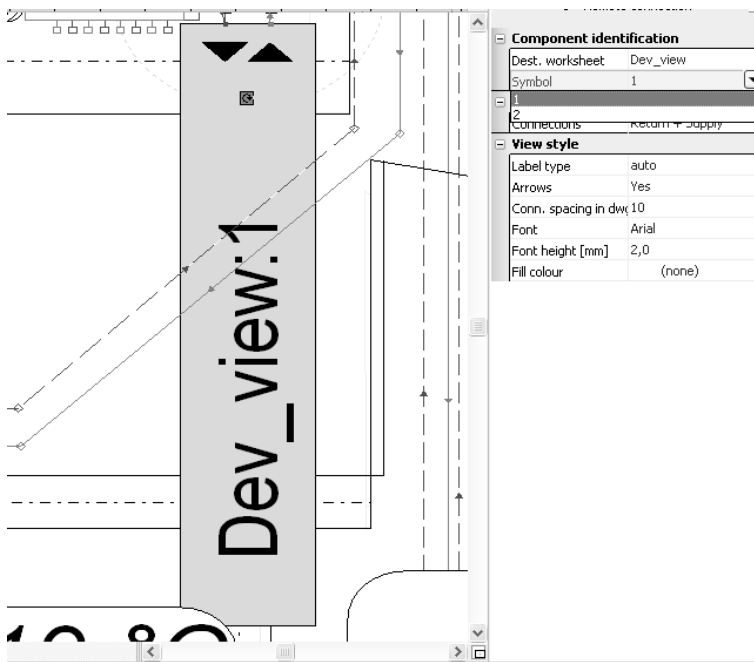 Component identification
Dest. worksheet Dev_view
Symbol 1
1
2
Connections Return + Supply
View style
Label type auto
Arrows Yes
Conn. spacing in dwg 10
Font Arial
Font height [mm] 2,0
Fill colour (none)
Dev_view:1